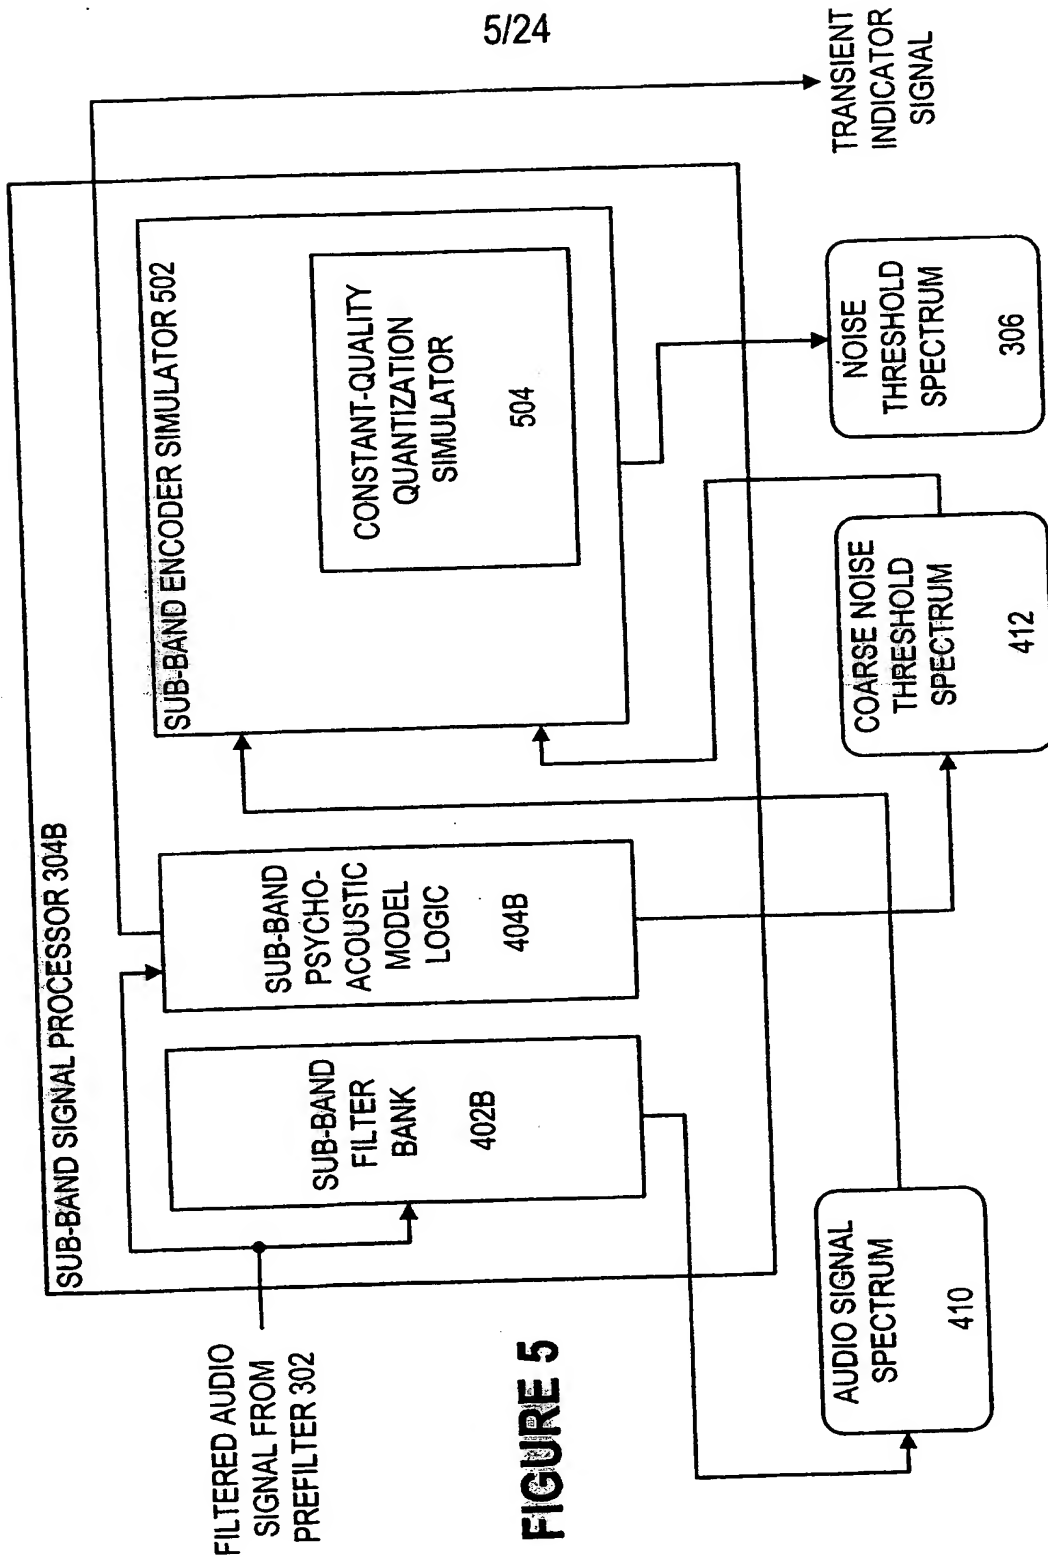 5/24
SUB-BAND SIGNAL PROCESSOR 304B
FILTERED AUDIO
SIGNAL FROM
PREFILTER 302
SUB-BAND
FILTER
BANK
402B
SUB-BAND
PSYCHO-
ACOUSTIC
MODEL
LOGIC
404B
SUB-BAND ENCODER SIMULATOR 502
CONSTANT-QUALITY
QUANTIZATION
SIMULATOR
504
TRANSIENT
INDICATOR
SIGNAL
AUDIO SIGNAL
SPECTRUM
410
COARSE NOISE
THRESHOLD
SPECTRUM
412
NOISE
THRESHOLD
SPECTRUM
306
FIGURE 5